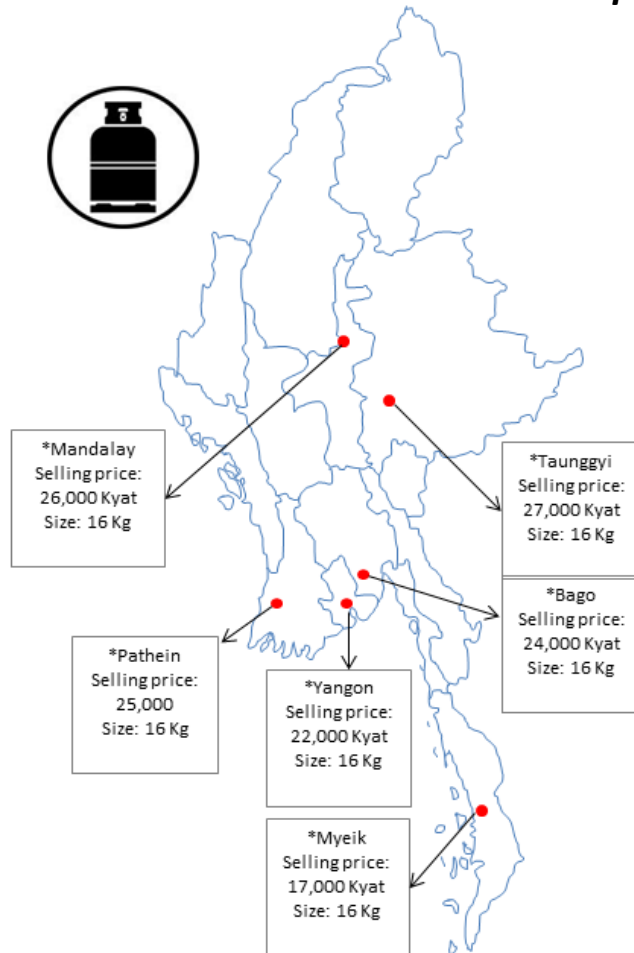 *Mandalay
Selling price:
26,000 Kyat
Size: 16 Kg
*Taunggyi
Selling price:
27,000 Kyat
Size: 16 Kg
*Bago
Selling price:
24,000 Kyat
Size: 16 Kg
*Pathein
Selling price:
25,000
Size: 16 Kg
*Yangon
Selling price:
22,000 Kyat
Size: 16 Kg
*Myeik
Selling price:
17,000 Kyat
Size: 16 Kg